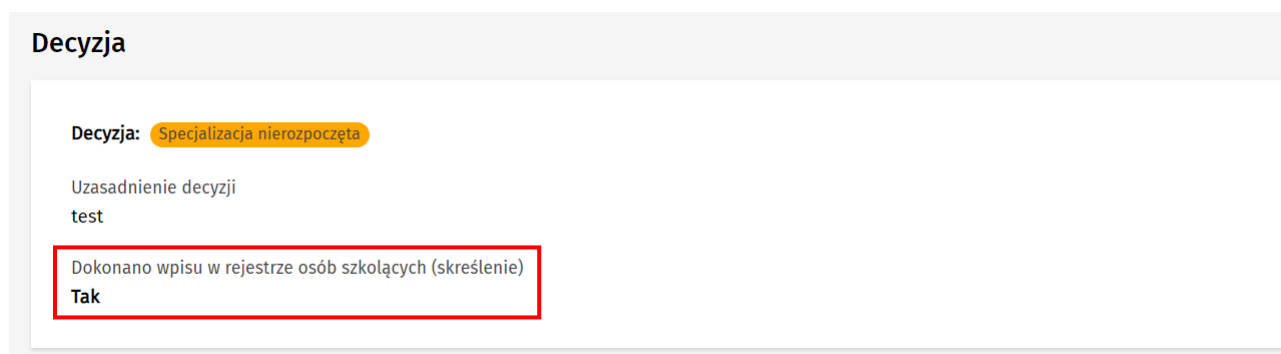 Decyzja
Decyzja: Specjalizacja nierozpoczęta
Uzasadnienie decyzji
test
Dokonano wpisu w rejestrze osób szkolących (skreślenie)
Tak